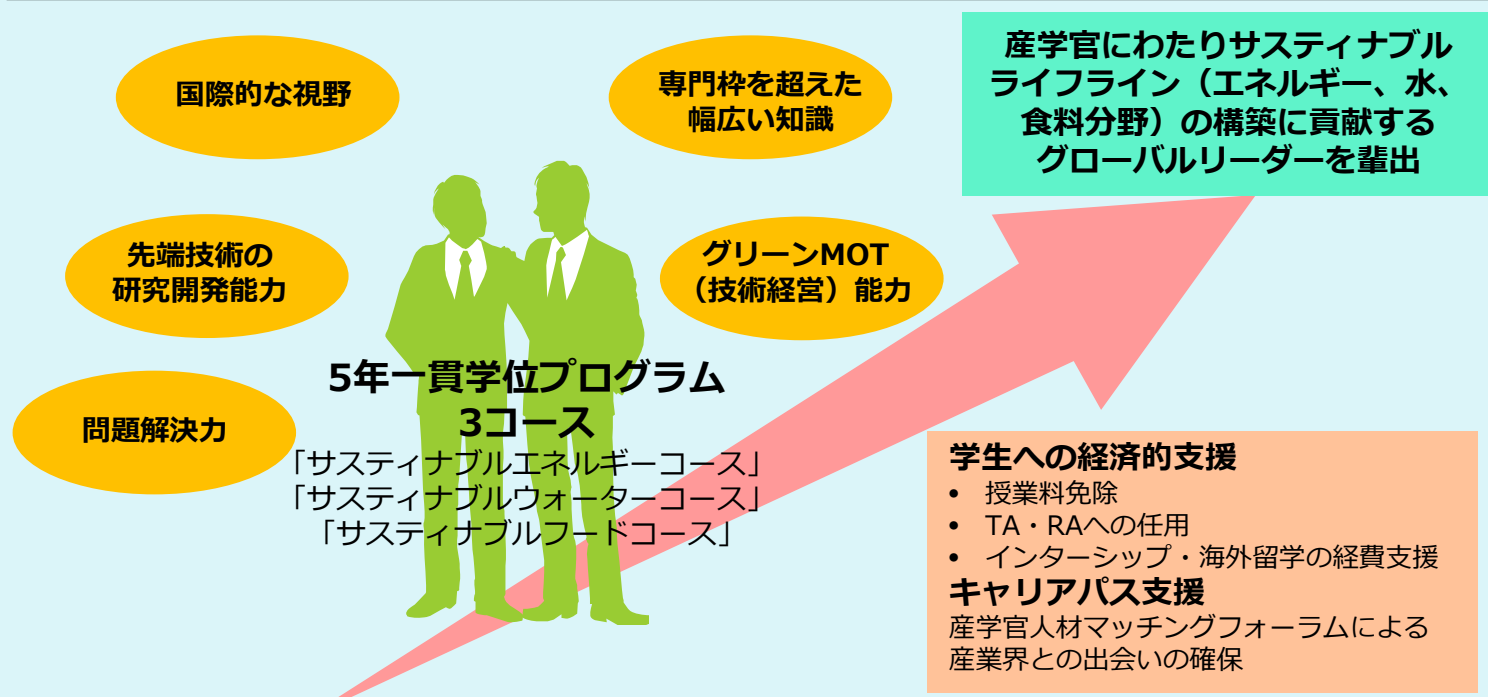 国際的な視野
専門枠を超えた
幅広い知識
産学官にわたりサスティナブル
ライフライン（エネルギー、水、
食料分野）の構築に貢献する
グローバルリーダーを輩出
先端技術の
研究開発能力
グリーンMOT
（技術経営）能力
問題解決力
5年一貫学位プログラム
3コース
「サスティナブルエネルギーコース」
「サスティナブルウォーターコース」
「サスティナブルフードコース」
学生への経済的支援
• 授業料免除
• TA・RAへの任用
• インターシップ・海外留学の経費支援
キャリアパス支援
産学官人材マッチングフォーラムによる
産業界との出会いの確保